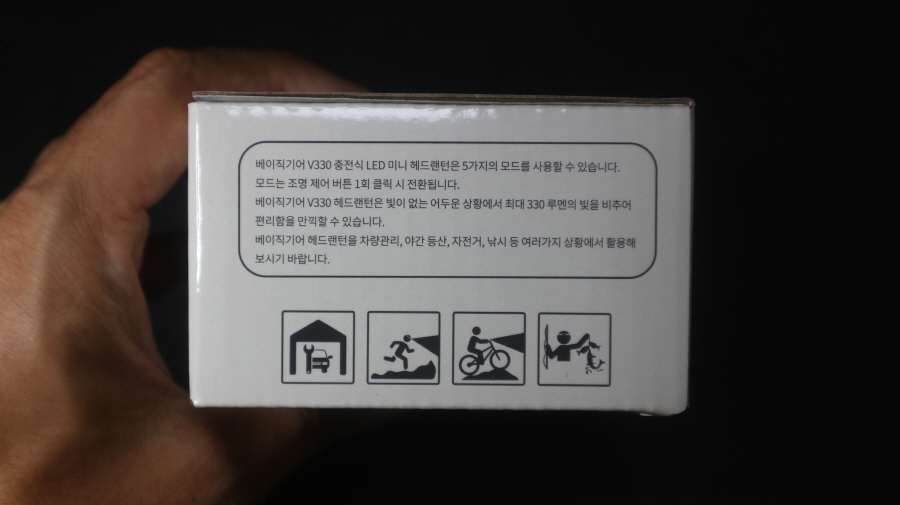 베이직기어 V330 충전식 LED 미니 헤드랜턴은 5가지의 모드를 사용할 수 있습니다.
모드는 조명 제어 버튼 1회 클릭 시 전환됩니다.
베이직기어 V330 헤드랜턴은 빛이 없는 어두운 상황에서 최대 330 루멘의 빛을 비추어
편리함을 만끽할 수 있습니다.
베이직기어 헤드랜턴을 차량관리, 야간 등산, 자전거, 낚시 등 여러가지 상황에서 활용해
보시기 바랍니다.